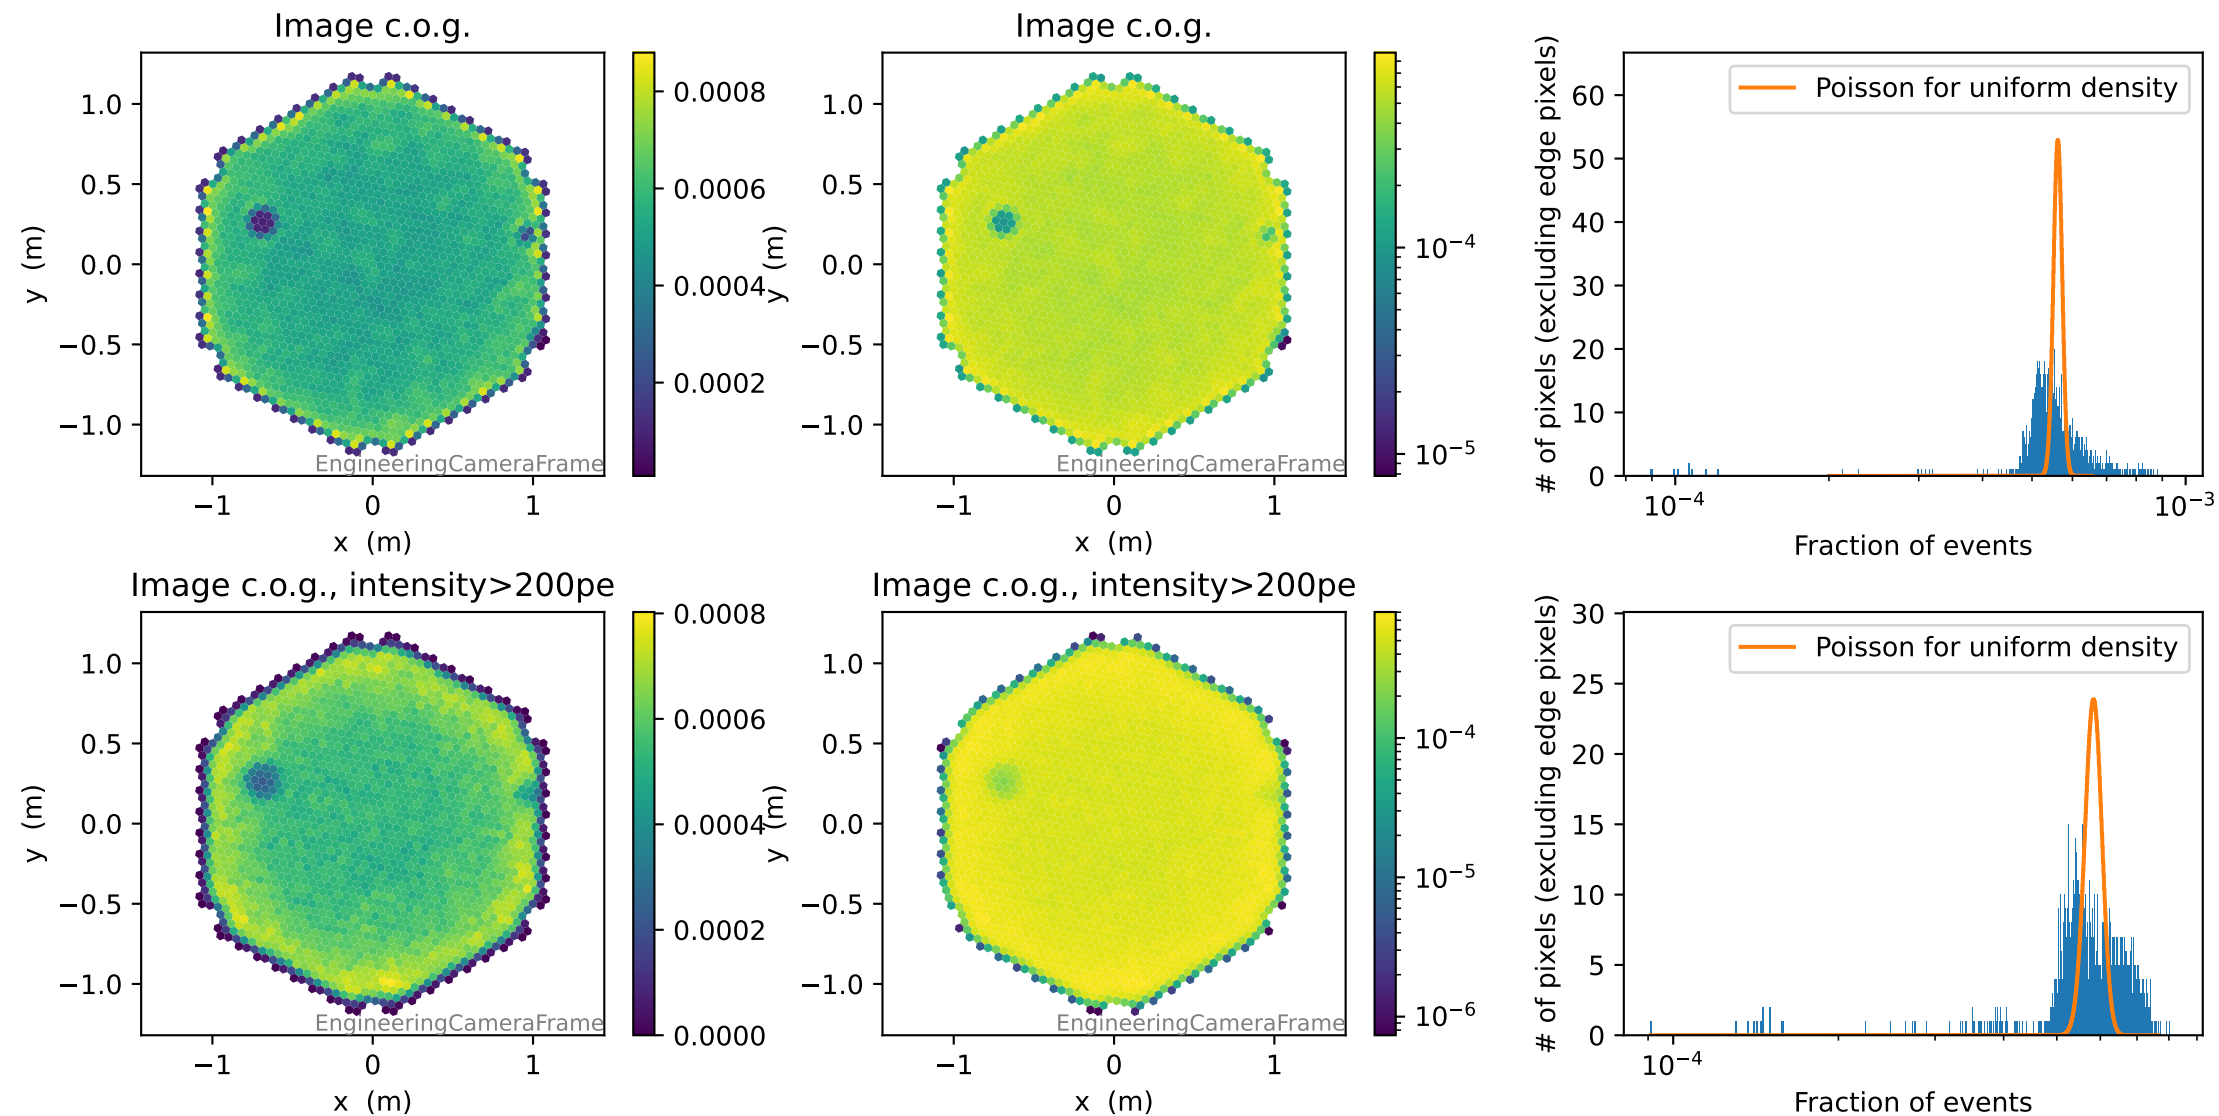 Image c.o.g.
1.0
0.5
0.0
−0.5
−1.0
y (m)
−1
0
1
x (m)
EngineeringCameraFrame
0.0008
0.0006
0.0004
0.0002
Image c.o.g.
1.0
0.5
0.0
−0.5
−1.0
y (m)
−1
0
1
x (m)
EngineeringCameraFrame
10⁻⁴
10⁻⁵
Poisson for uniform density
# of pixels (excluding edge pixels)
60
50
40
30
20
10
0
10⁻⁴
10⁻³
Fraction of events
Image c.o.g., intensity>200pe
1.0
0.5
0.0
−0.5
−1.0
y (m)
−1
0
1
x (m)
EngineeringCameraFrame
0.0008
0.0006
0.0004
0.0002
0.0000
Image c.o.g., intensity>200pe
1.0
0.5
0.0
−0.5
−1.0
y (m)
−1
0
1
x (m)
EngineeringCameraFrame
10⁻⁴
10⁻⁵
10⁻⁶
Poisson for uniform density
# of pixels (excluding edge pixels)
30
25
20
15
10
5
0
10⁻⁴
Fraction of events